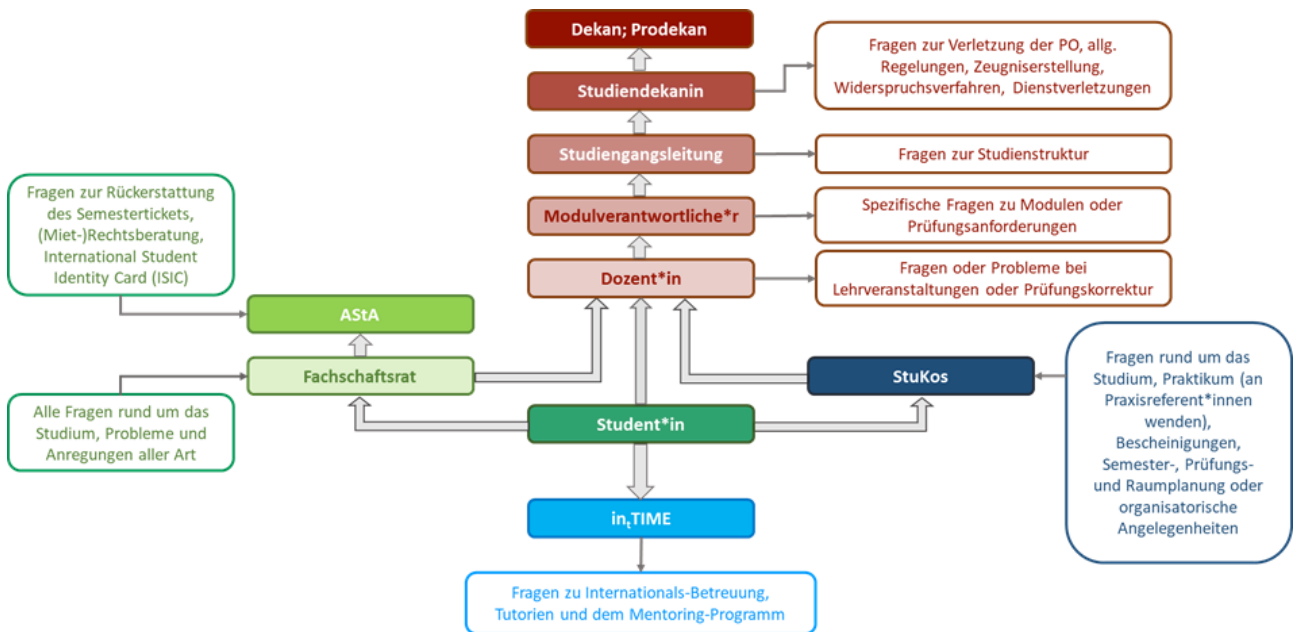 Dekan; Prodekan
Fragen zur Verletzung der PO, allg.
Regelungen, Zeugniserstellung,
Widerspruchsverfahren, Dienstverletzungen
Studiendekanin
Studiengangsleitung
Fragen zur Studienstruktur
Fragen zur Rückerstattung
des Semestertickets,
(Miet-)Rechtsberatung,
International Student
Identity Card (ISIC)
Modulverantwortliche*r
Spezifische Fragen zu Modulen oder
Prüfungsanforderungen
Dozent*in
Fragen oder Probleme bei
Lehrveranstaltungen oder Prüfungskorrektur
AStA
Fachschaftsrat
StuKos
Fragen rund um das
Studium, Praktikum (an
Praxisreferent*innen
wenden),
Bescheinigungen,
Semester-, Prüfungs-
und Raumplanung oder
organisatorische
Angelegenheiten
Alle Fragen rund um das
Studium, Probleme und
Anregungen aller Art
Student*in
intTIME
Fragen zu Internationals-Betreuung,
Tutorien und dem Mentoring-Programm